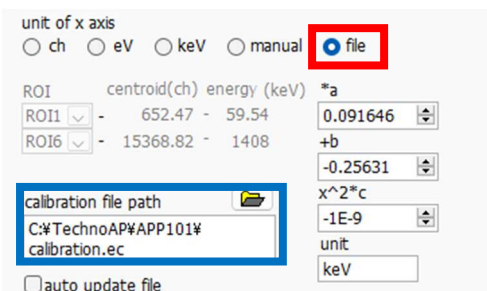 unit of x axis
ch eV keV manual file
ROI centroid(ch) energy (keV) *a
ROI1 - 652.47 - 59.54 0.091646
ROI6 - 15368.82 - 1408 +b
-0.25631
calibration file path x^2*c
C:¥TechnoAP¥APP101¥ -1E-9
calibration.ec unit
keV
auto update file